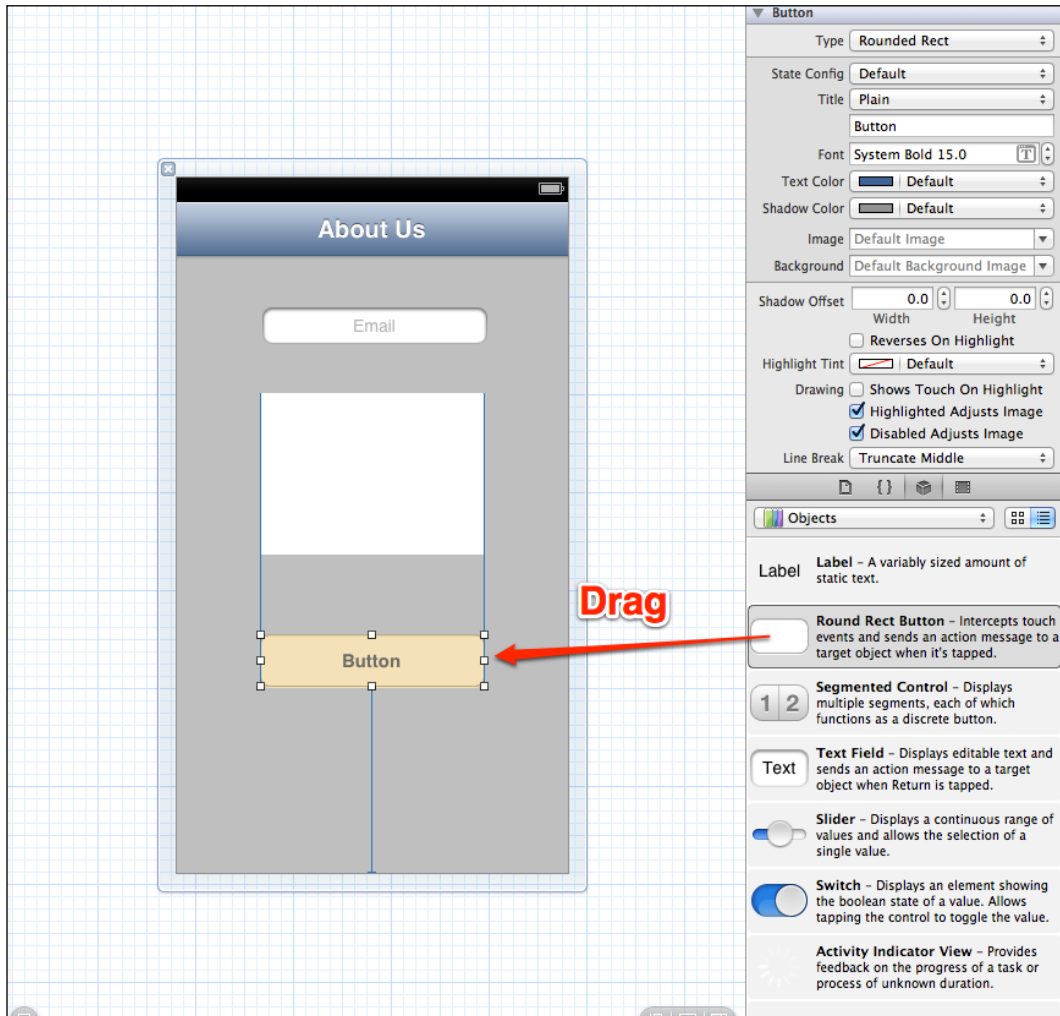 About Us
Email
Button
Drag
Button
Type Rounded Rect
State Config Default
Title Plain
Button
Font System Bold 15.0 T
Text Color Default
Shadow Color Default
Image Default Image
Background Default Background Image
Shadow Offset 0.0 0.0
Width Height
Reverses On Highlight
Highlight Tint Default
Drawing Shows Touch On Highlight
Highlighted Adjusts Image
Disabled Adjusts Image
Line Break Truncate Middle
{}
Objects
Label
Label – A variably sized amount of
static text.
Round Rect Button – Intercepts touch
events and sends an action message to a
target object when it's tapped.
1 2
Segmented Control – Displays
multiple segments, each of which
functions as a discrete button.
Text
Text Field – Displays editable text and
sends an action message to a target
object when Return is tapped.
Slider – Displays a continuous range of
values and allows the selection of a
single value.
Switch – Displays an element showing
the boolean state of a value. Allows
tapping the control to toggle the value.
Activity Indicator View – Provides
feedback on the progress of a task or
process of unknown duration.